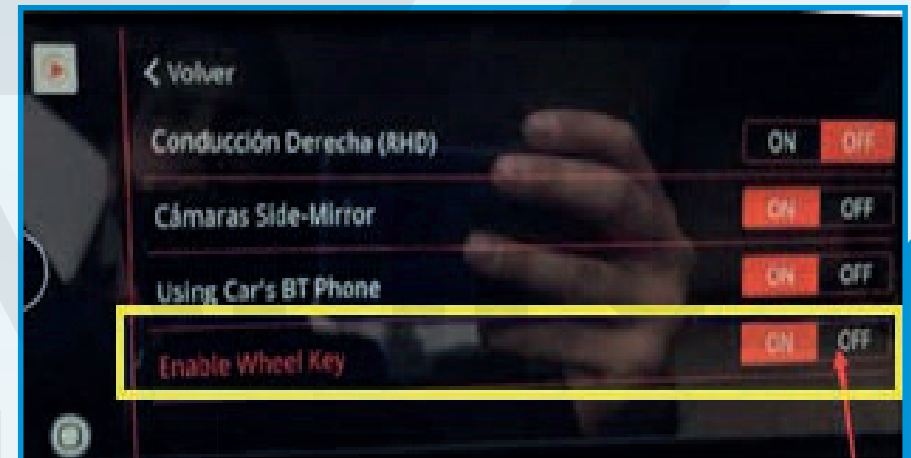 Volver
Conducción Derecha (RHD)
ON OFF
Cámaras Side-Mirror
ON OFF
Using Car's BT Phone
ON OFF
Enable Wheel Key
ON OFF